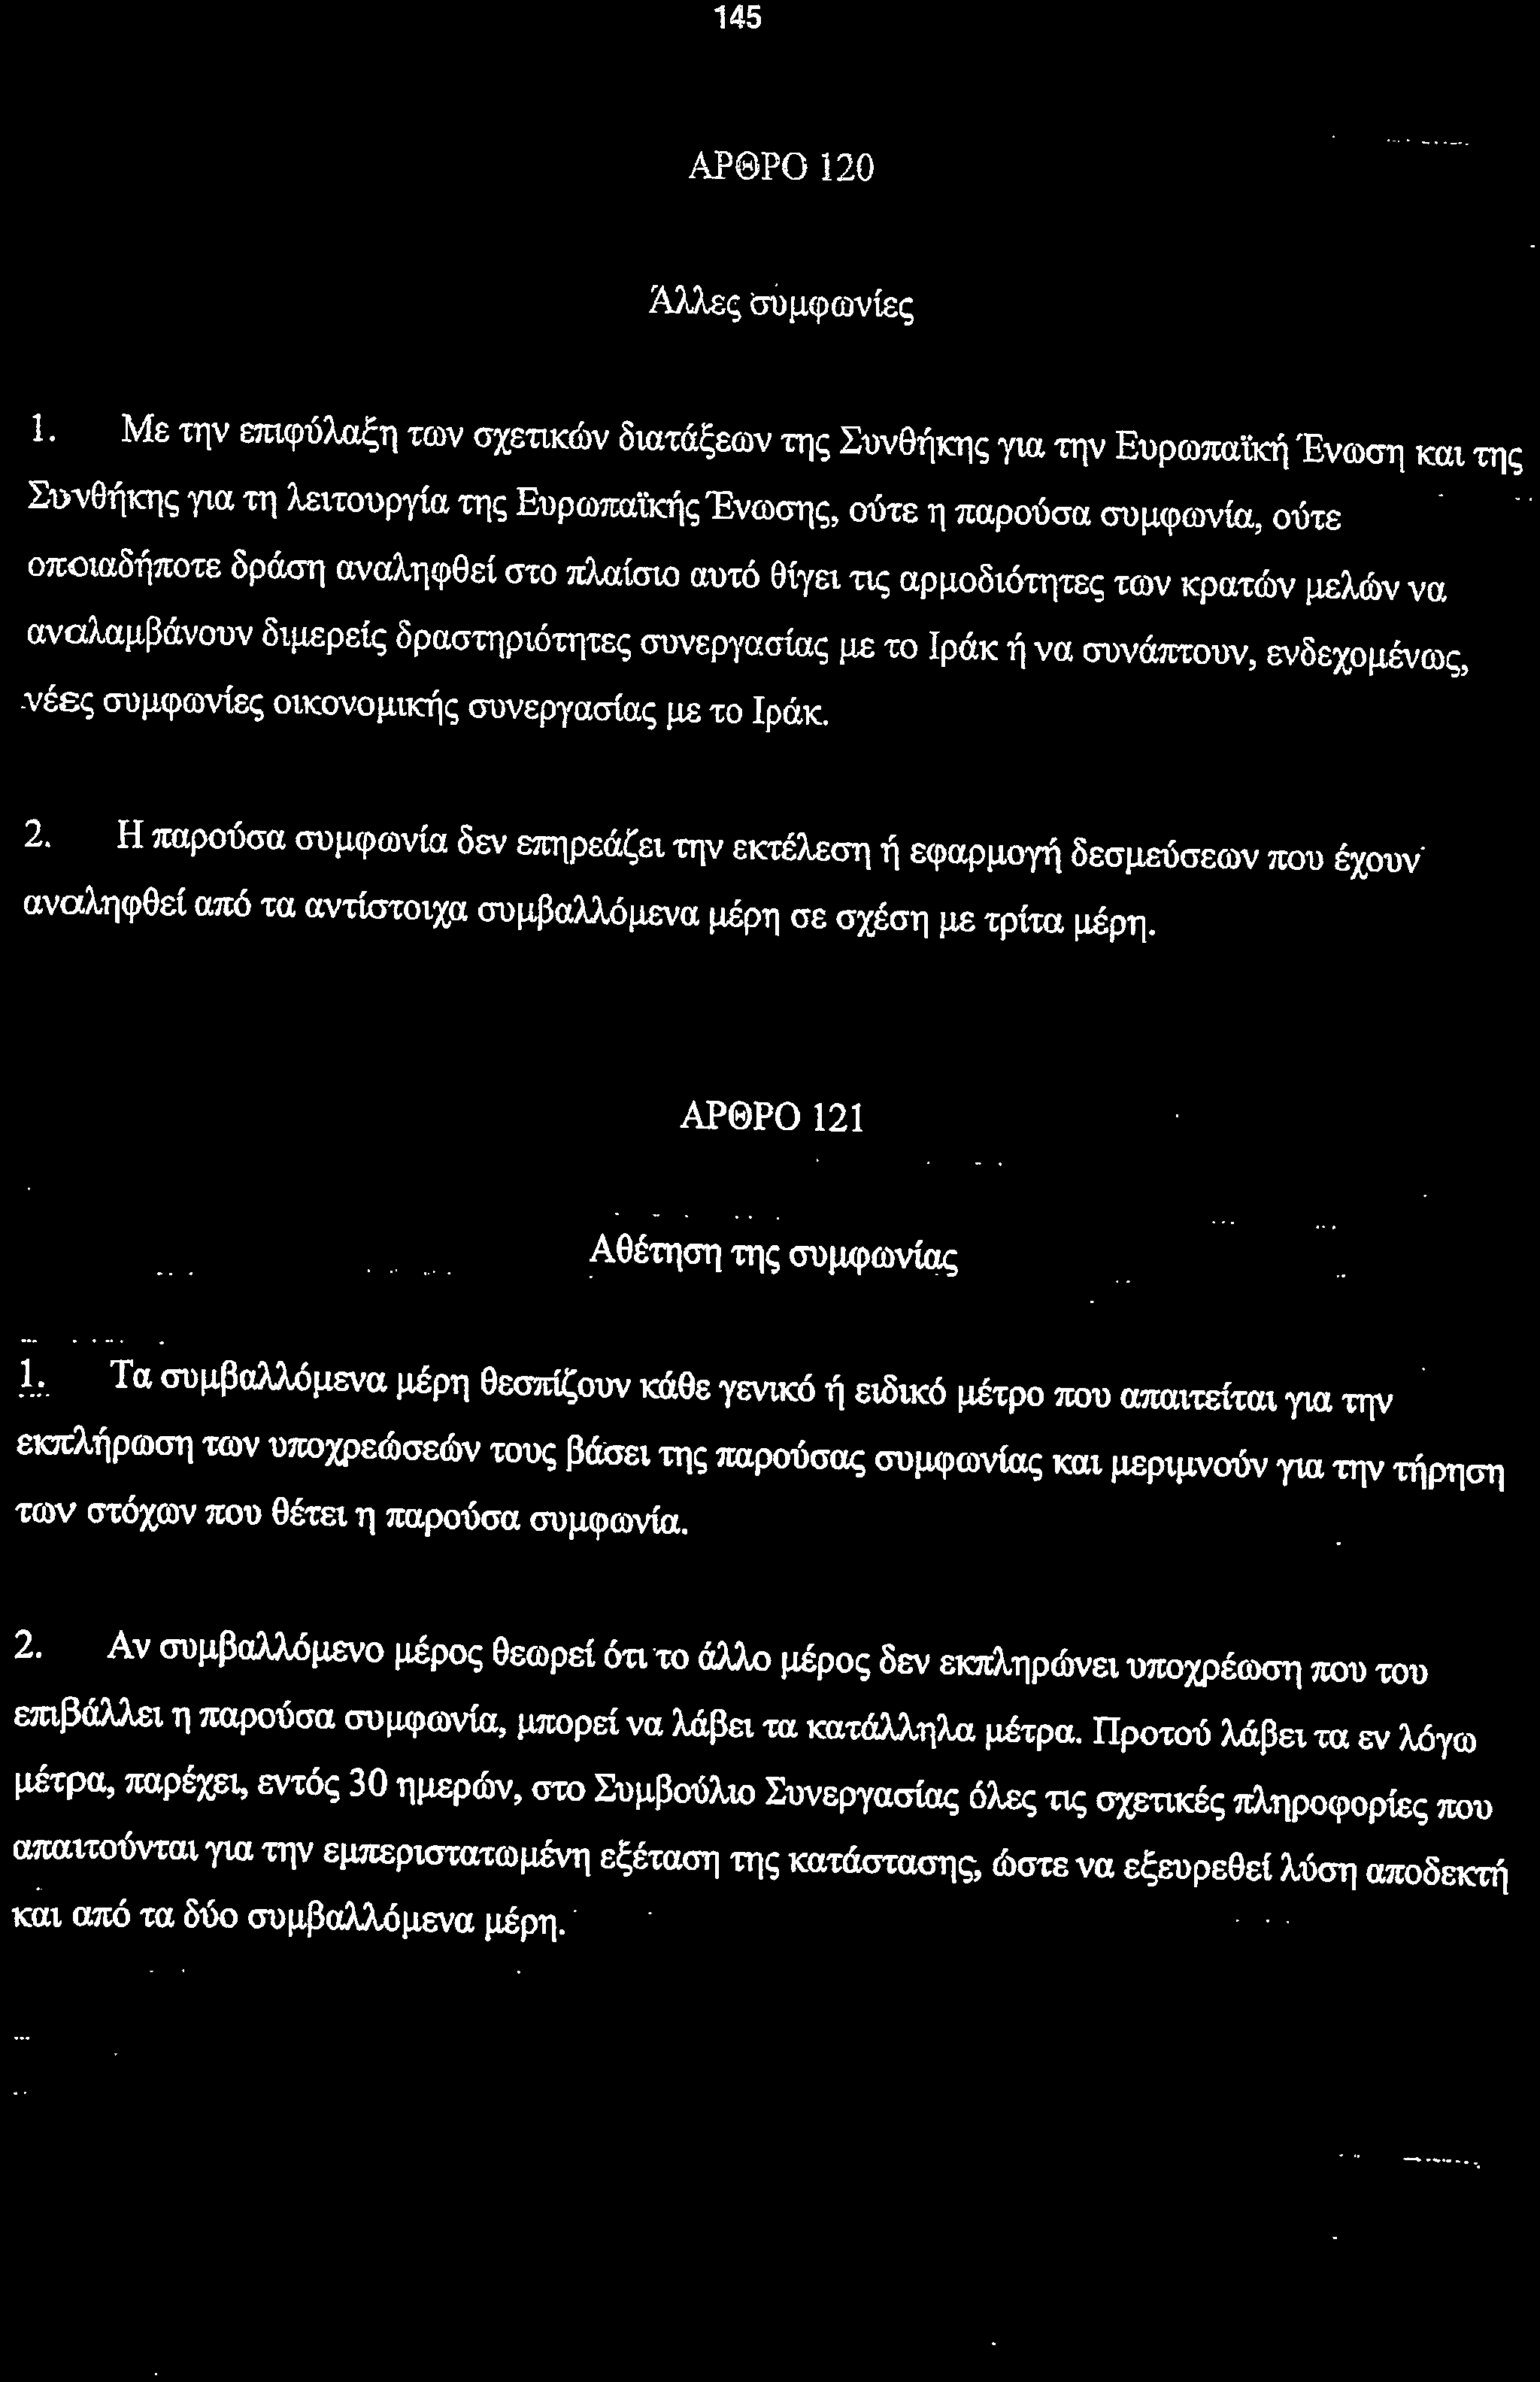 145
ΑΡΘΡΟ 120
Άλλες συμφωνίες
1. Με την επιφύλαξη των σχετικών διατάξεων της Συνθήκης για την Ευρωπαϊκή Ένωση και της
Συνθήκης για τη λειτουργία της Ευρωπαϊκής Ένωσης, ούτε η παρούσα συμφωνία, ούτε
οποιαδήποτε δράση αναληφθεί στο πλαίσιο αυτό θίγει τις αρμοδιότητες των κρατών μελών να
αναλαμβάνουν διμερείς δραστηριότητες συνεργασίας με το Ιράκ ή να συνάπτουν, ενδεχομένως,
νέες συμφωνίες οικονομικής συνεργασίας με το Ιράκ.
2. Η παρούσα συμφωνία δεν επηρεάζει την εκτέλεση ή εφαρμογή δεσμεύσεων που έχουν
αναληφθεί από τα αντίστοιχα συμβαλλόμενα μέρη σε σχέση με τρίτα μέρη.
ΑΡΘΡΟ 121
Αθέτηση της συμφωνίας
1. Τα συμβαλλόμενα μέρη θεσπίζουν κάθε γενικό ή ειδικό μέτρο που απαιτείται για την
εκπλήρωση των υποχρεώσεών τους βάσει της παρούσας συμφωνίας και μεριμνούν για την τήρηση
των στόχων που θέτει η παρούσα συμφωνία.
2. Αν συμβαλλόμενο μέρος θεωρεί ότι το άλλο μέρος δεν εκπληρώνει υποχρέωση που του
επιβάλλει η παρούσα συμφωνία, μπορεί να λάβει τα κατάλληλα μέτρα. Προτού λάβει τα εν λόγω
μέτρα, παρέχει, εντός 30 ημερών, στο Συμβούλιο Συνεργασίας όλες τις σχετικές πληροφορίες που
απαιτούνται για την εμπεριστατωμένη εξέταση της κατάστασης, ώστε να εξευρεθεί λύση αποδεκτή
και από τα δύο συμβαλλόμενα μέρη.